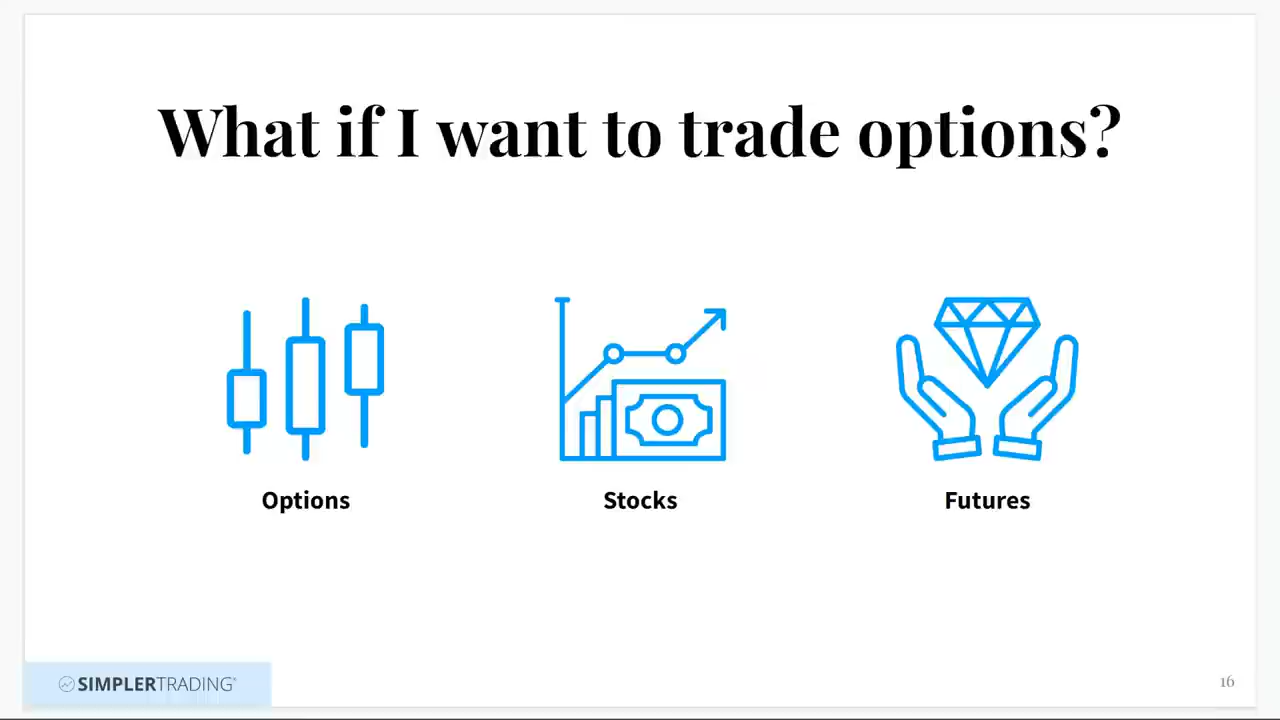 What if I want to trade options?
Options
Stocks
Futures
SIMPLERTRADING®
16